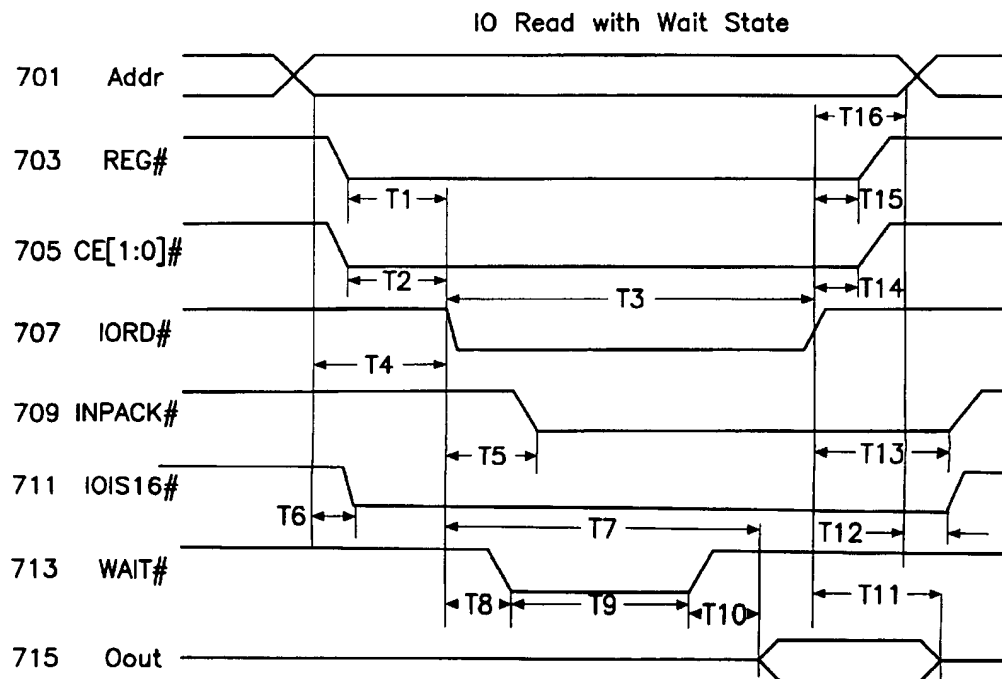 IO Read with Wait State
701 Addr
T16
703 REG#
T1 T15
705 CE[1:0]#
T2 T14
T3
707 IORD#
T4
709 INPACK#
T5 T13
711 IOIS16#
T6 T7 T12
713 WAIT#
T8 T9 T10 T11
715 Oout